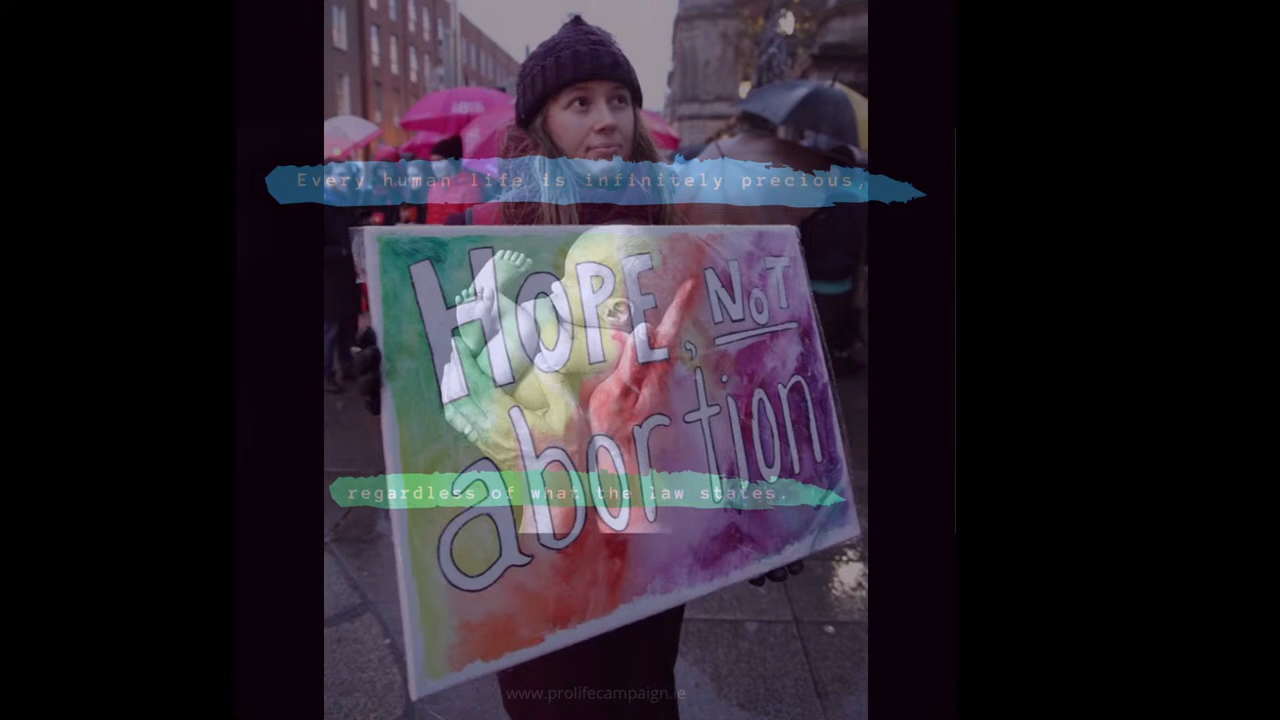 Every human life is infinitely precious,
HOPE, NOT
abortion
regardless of what the law states.
www.prolifecampaign.ie